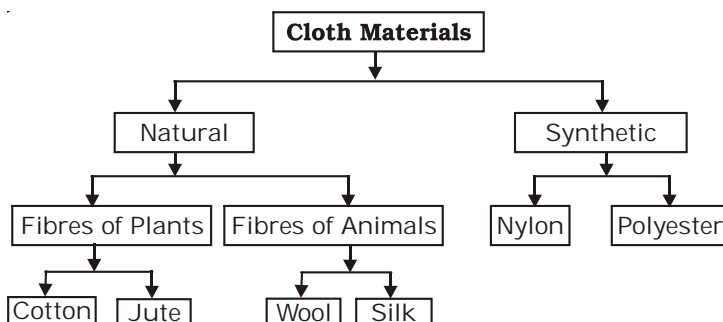 Cloth Materials
Natural Synthetic
Fibres of Plants Fibres of Animals Nylon Polyester
Cotton Jute Wool Silk